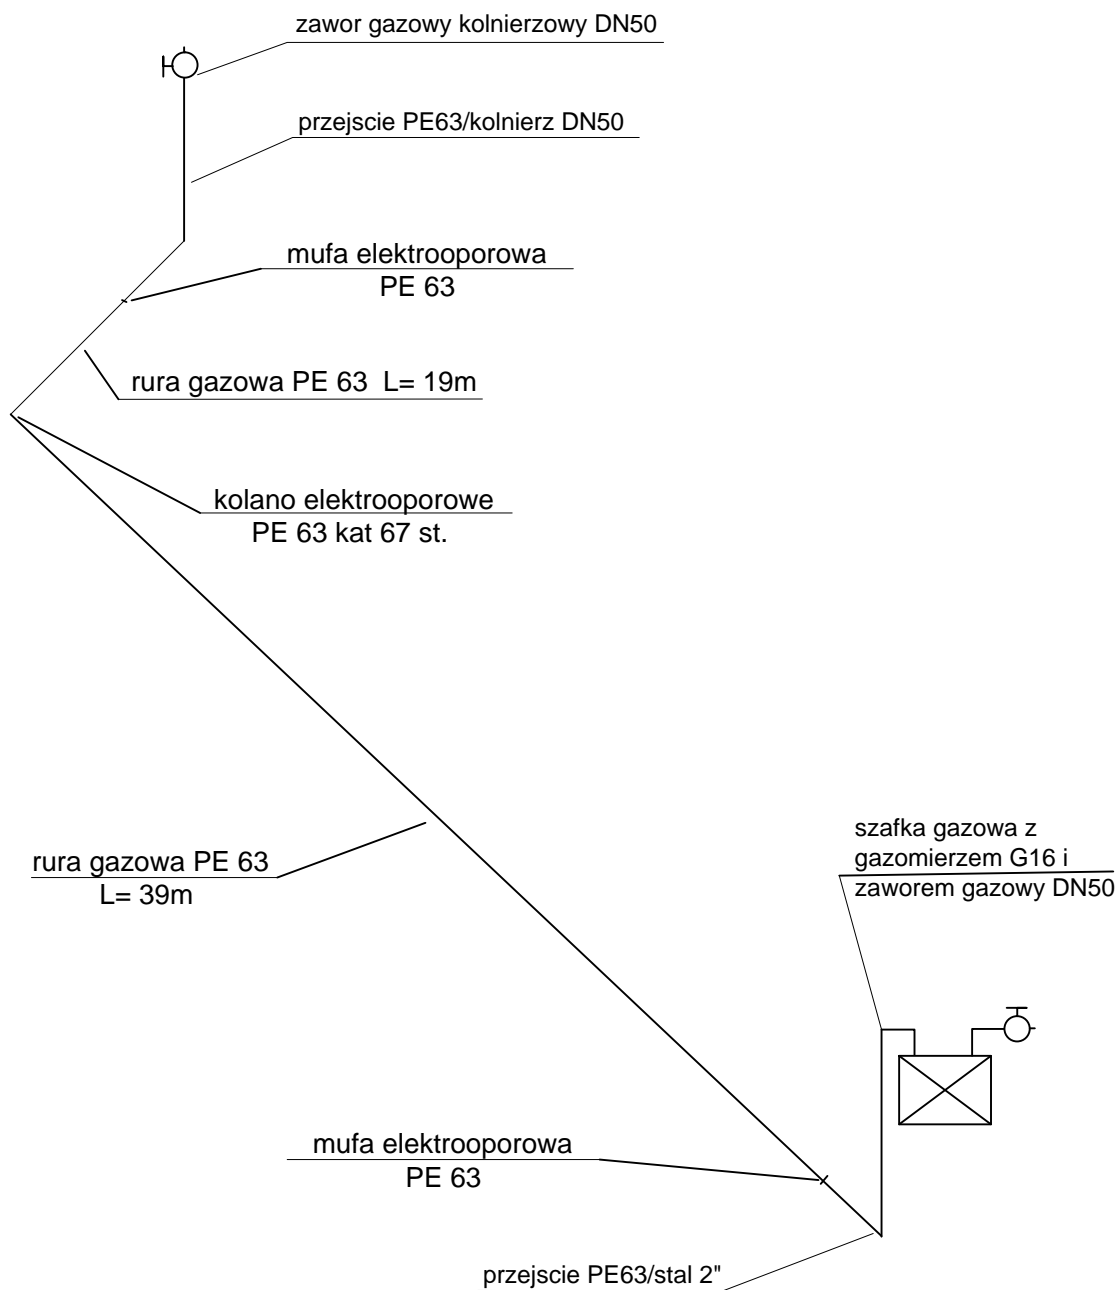 zawor gazowy kolnierzowy DN50
przejscie PE63/kolnierz DN50
mufa elektrooporowa
PE 63
rura gazowa PE 63 L= 19m
kolano elektrooporowe
PE 63 kat 67 st.
rura gazowa PE 63
L= 39m
szafka gazowa z
gazomierzem G16 i
zaworem gazowy DN50
mufa elektrooporowa
PE 63
przejscie PE63/stal 2"